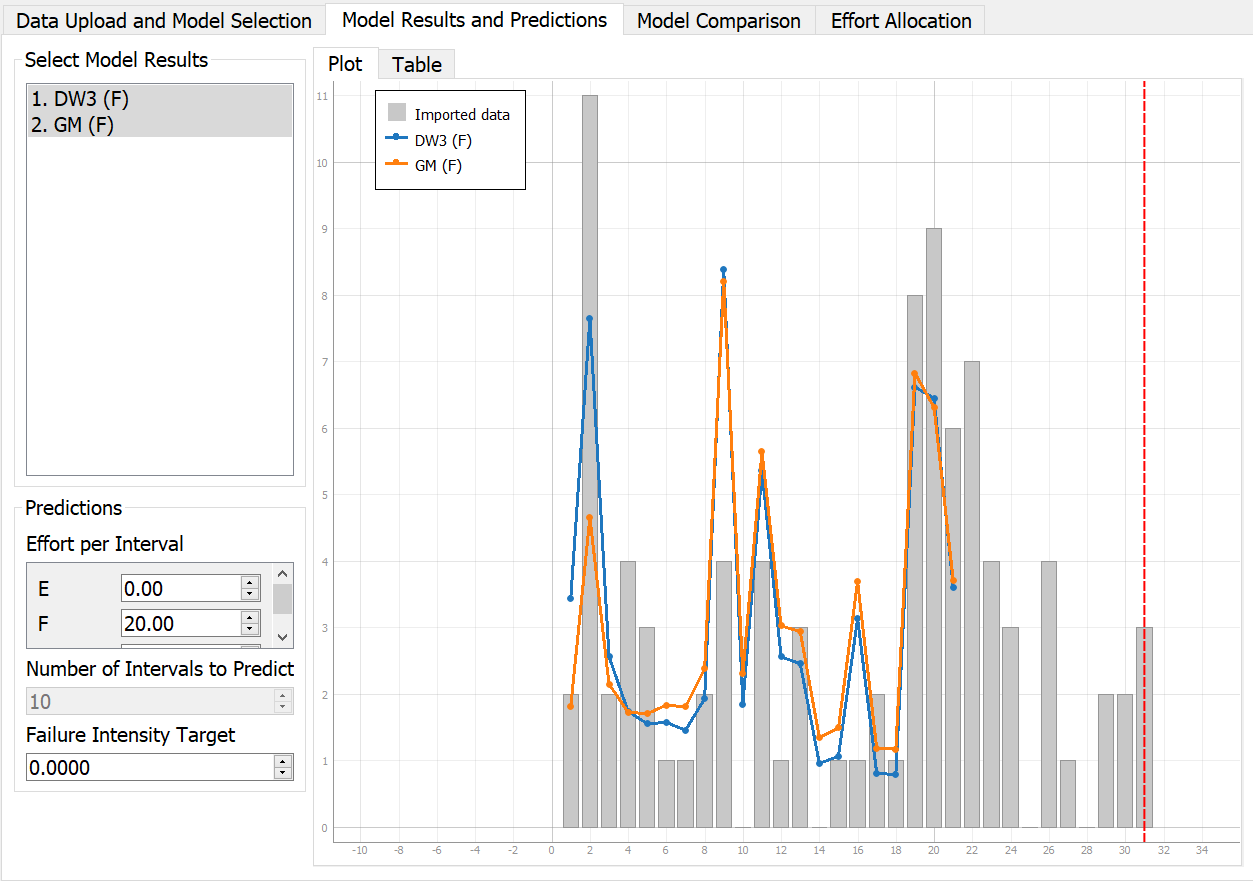 Data Upload and Model Selection
Model Results and Predictions
Model Comparison
Effort Allocation
Select Model Results
1. DW3 (F)
2. GM (F)
Predictions
Effort per Interval
E
0.00
F
20.00
Number of Intervals to Predict
10
Failure Intensity Target
0.0000
Plot
Table
Imported data
DW3 (F)
GM (F)
11
10
9
8
7
6
5
4
3
2
1
0
-10 -8 -6 -4 -2 0 2 4 6 8 10 12 14 16 18 20 22 24 26 28 30 32 34